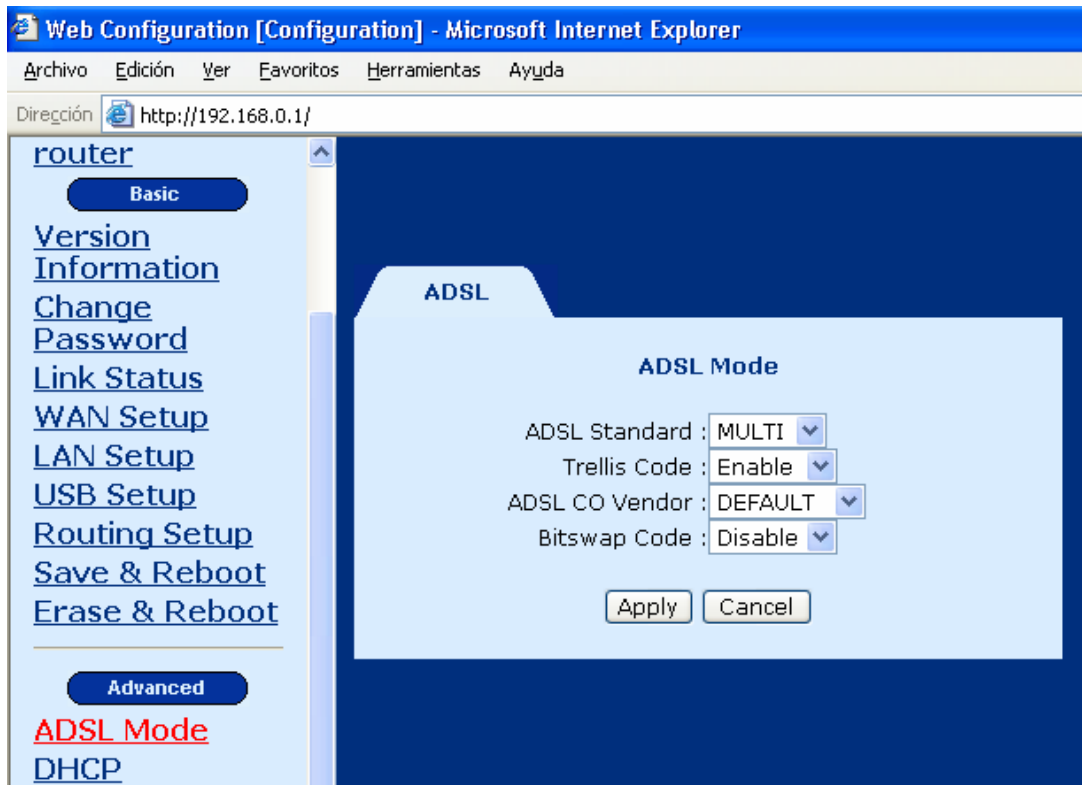 Web Configuration [Configuration] - Microsoft Internet Explorer
Archivo Edición Ver Favoritos Herramientas Ayuda
Dirección http://192.168.0.1/
router
Basic
Version
Information
Change
Password
Link Status
WAN Setup
LAN Setup
USB Setup
Routing Setup
Save & Reboot
Erase & Reboot
Advanced
ADSL Mode
DHCP
ADSL
ADSL Mode
ADSL Standard : MULTI
Trellis Code : Enable
ADSL CO Vendor : DEFAULT
Bitswap Code : Disable
Apply Cancel